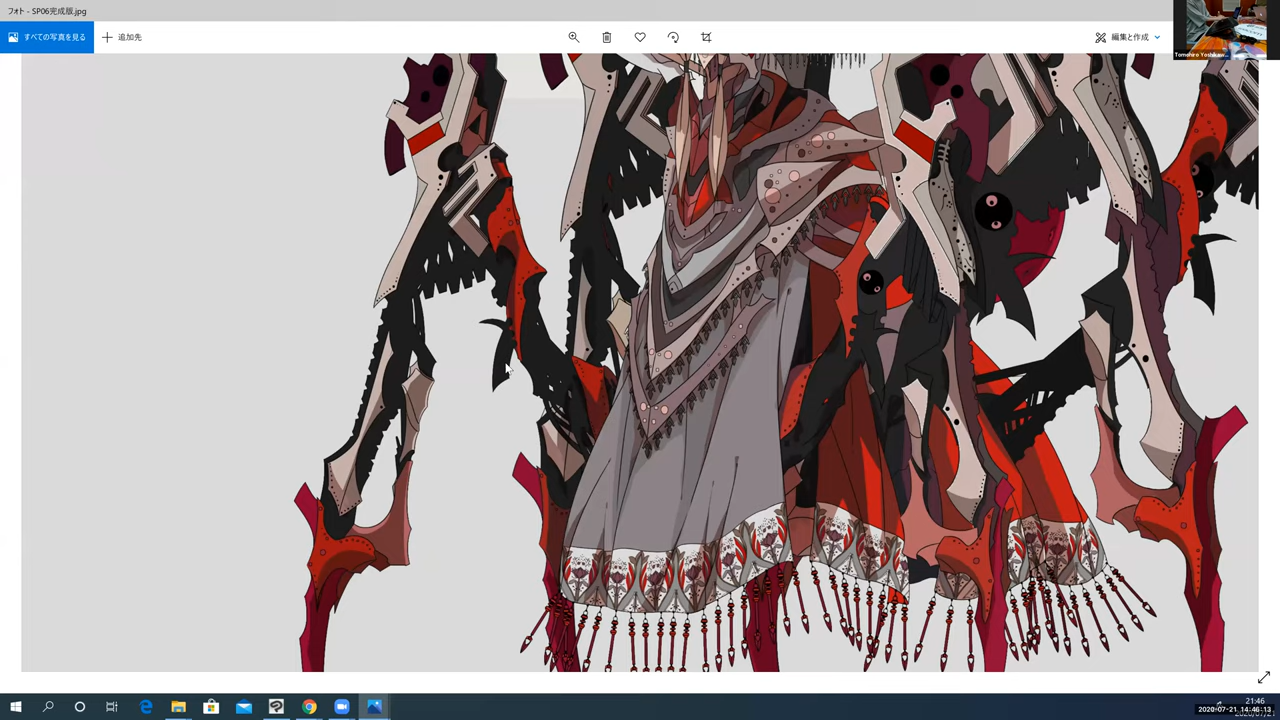 フォト - SP06完成版.jpg
すべての写真を見る
追加先
編集と作成
Tomohiro Yoshikaw...
21:46
2020-07-21 14:46:13